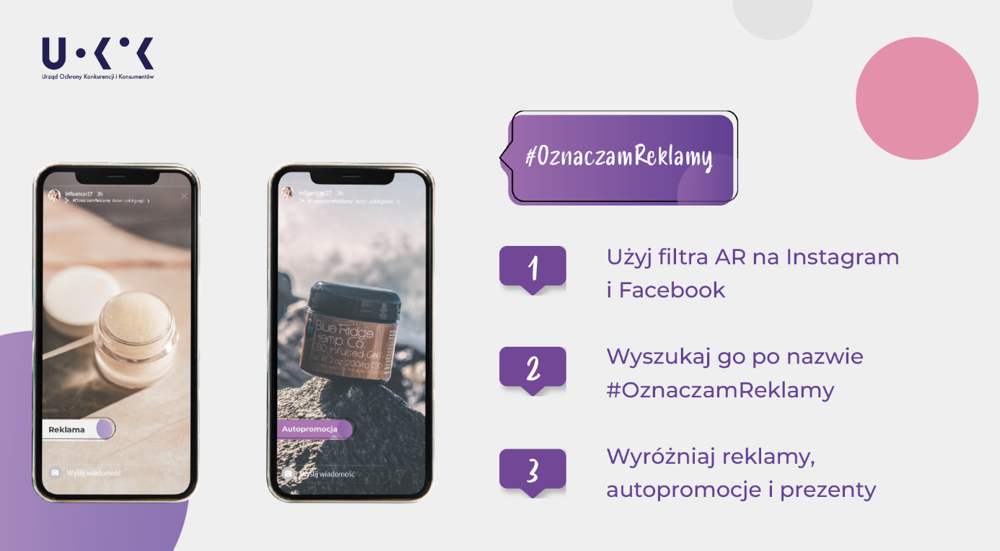 U·K·K
Urząd Ochrony Konkurencji i Konsumentów
#OznaczamReklamy
Influencer27 3h
#OznaczamReklamy Autor: uokikgovpl
Reklama
Wyślij wiadomość
Influencer27 3h
#OznaczamReklamy Autor: uokikgovpl
Blue Ridge
Hemp Co.
CBD Infused Gel
Net Wt 2 oz 200mg CBD
Autopromocja
Wyślij wiadomość
1
Użyj filtra AR na Instagram
i Facebook
2
Wyszukaj go po nazwie
#OznaczamReklamy
3
Wyróżniaj reklamy,
autopromocje i prezenty